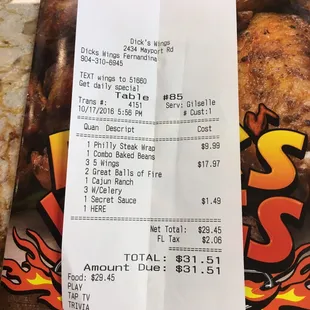 Dick's Wings
2434 Mayport Rd
Dicks Wings Fernandina
904-310-6945
TEXT wings to 51660
Get daily special
Table #85
Trans #: 4151 Serv: Gilselle
10/17/2016 5:56 PM # Cust:1
Quan Descript Cost
1 Philly Steak Wrap $9.99
1 Combo Baked Beans
3 5 Wings $17.97
2 Great Balls of Fire
1 Cajun Ranch
3 W/Celery
1 Secret Sauce $1.49
1 HERE
Net Total: $29.45
FL Tax $2.06
TOTAL: $31.51
Amount Due: $31.51
Food: $29.45
PLAY
TAP TV
TRIVIA